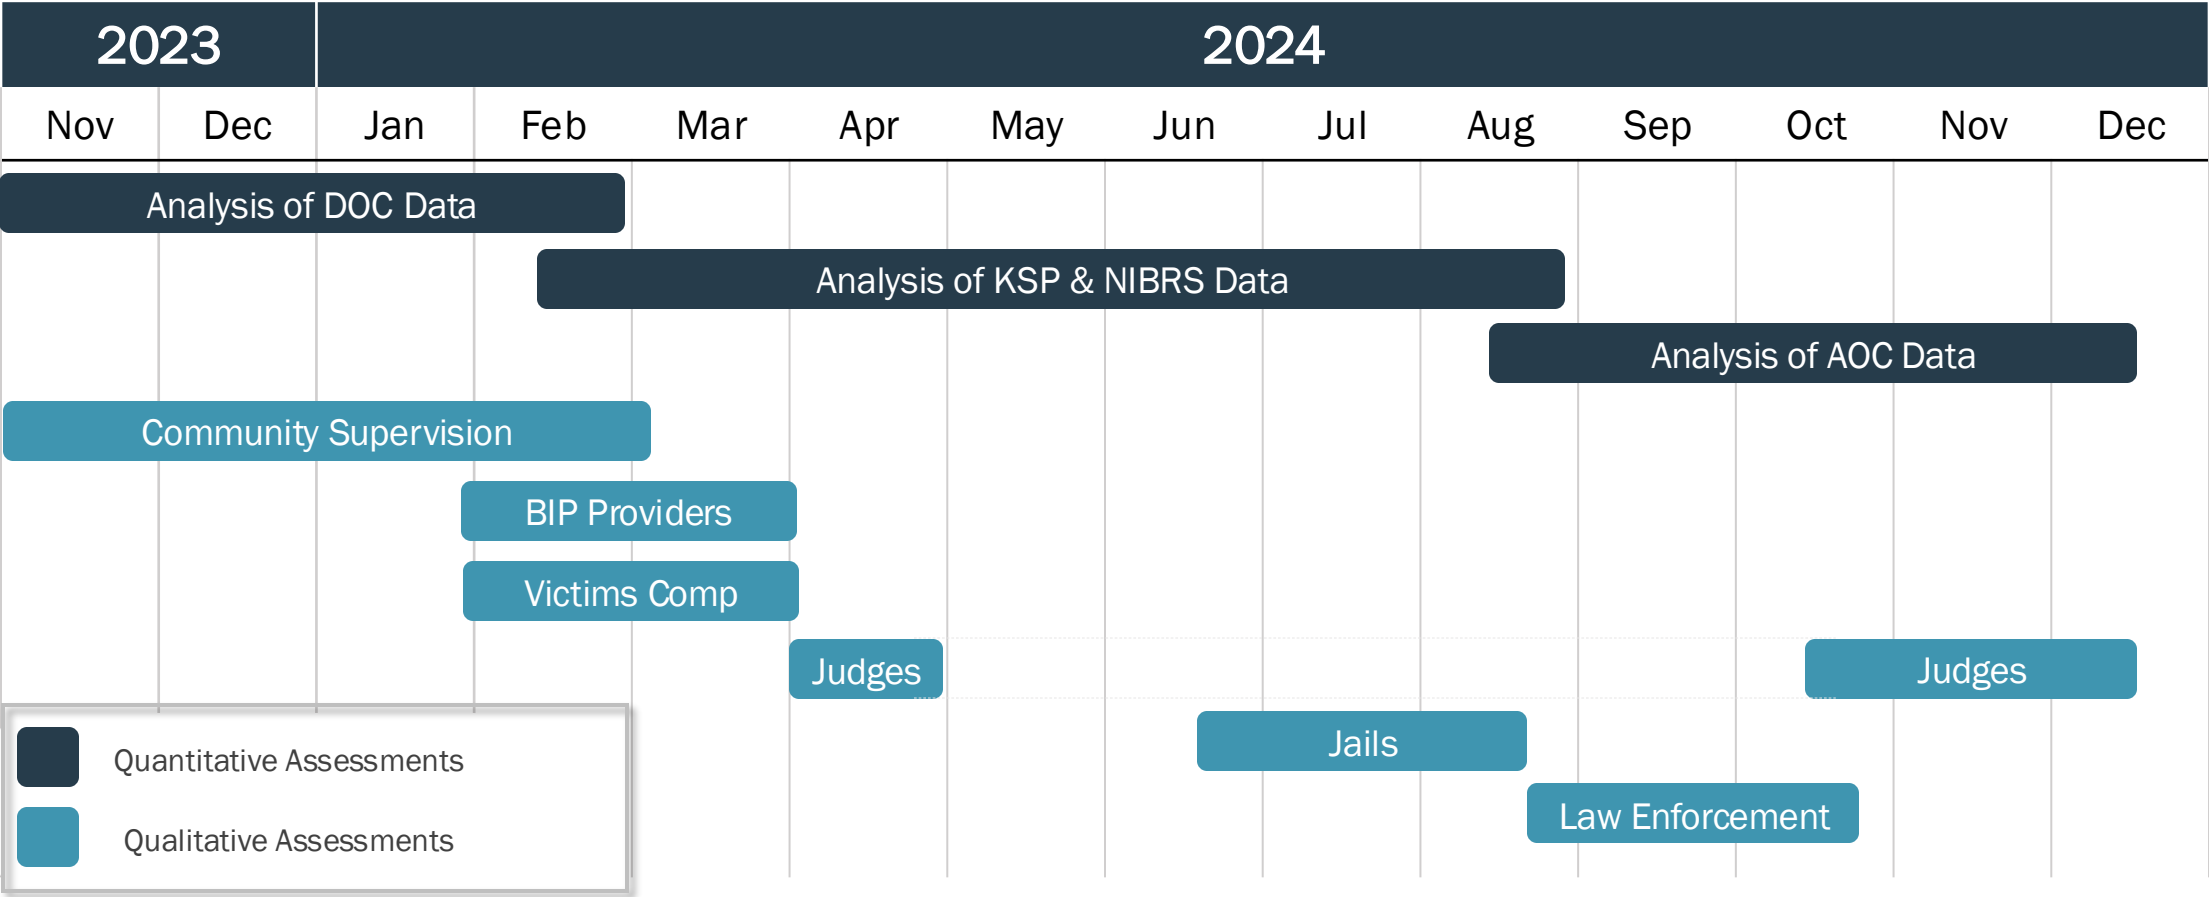 2023 2024
Nov Dec Jan Feb Mar Apr May Jun Jul Aug Sep Oct Nov Dec
Analysis of DOC Data
Analysis of KSP & NIBRS Data
Analysis of AOC Data
Community Supervision
BIP Providers
Victims Comp
Judges Judges
Jails
Law Enforcement
Quantitative Assessments
Qualitative Assessments